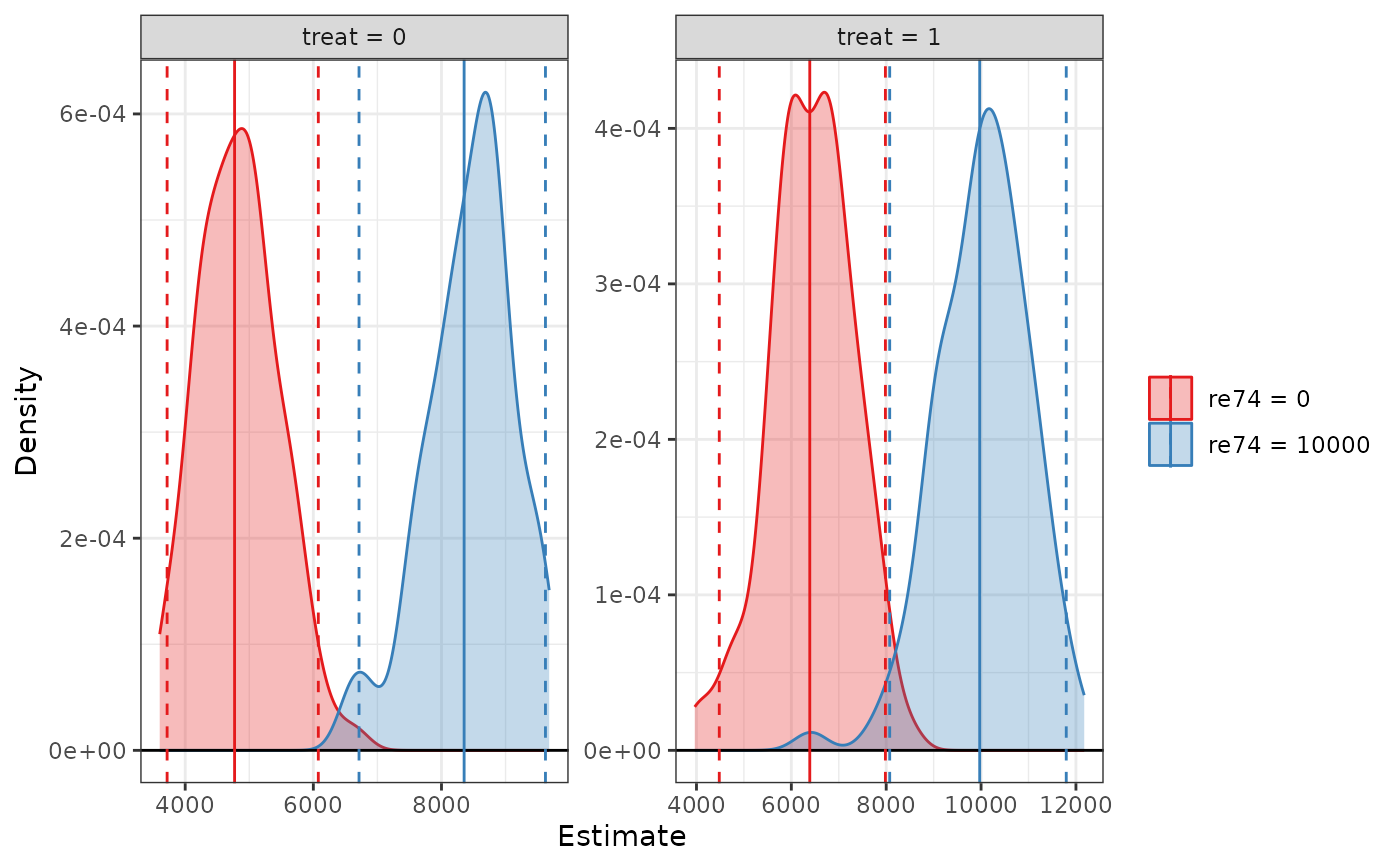 treat = 0
treat = 1
Density
6e-04
4e-04
2e-04
0e+00
4e-04
3e-04
2e-04
1e-04
0e+00
4000 6000 8000
4000 6000 8000 10000 12000
Estimate
re74 = 0
re74 = 10000